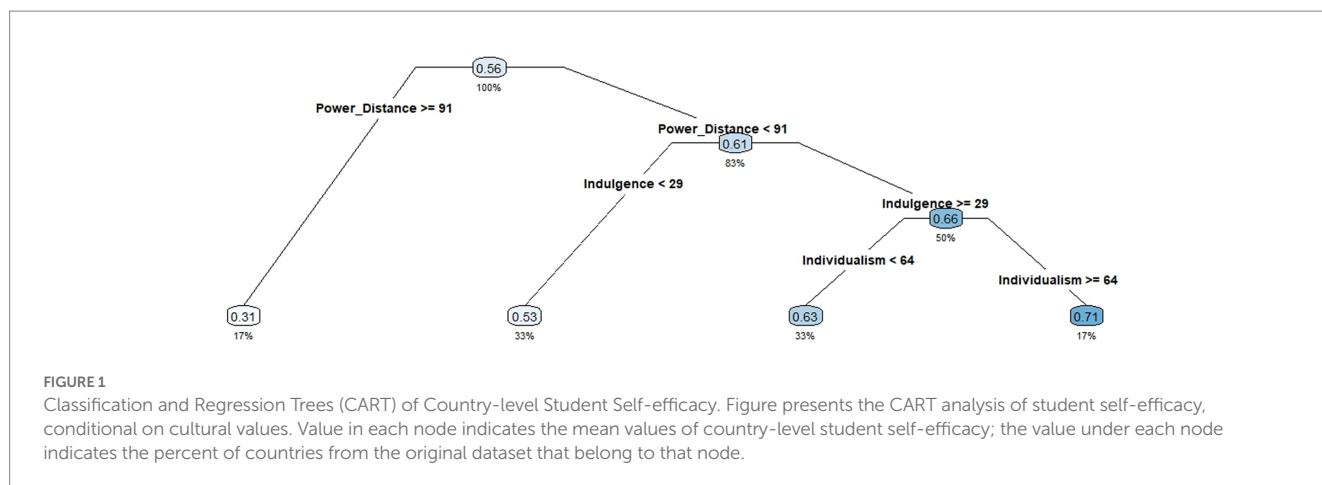 0.56
100%
Power_Distance >= 91
Power_Distance < 91
0.61
83%
Indulgence < 29
Indulgence >= 29
0.66
50%
Individualism < 64
Individualism >= 64
0.31
17%
0.53
33%
0.63
33%
0.71
17%
FIGURE 1
Classification and Regression Trees (CART) of Country-level Student Self-efficacy. Figure presents the CART analysis of student self-efficacy,
conditional on cultural values. Value in each node indicates the mean values of country-level student self-efficacy; the value under each node
indicates the percent of countries from the original dataset that belong to that node.